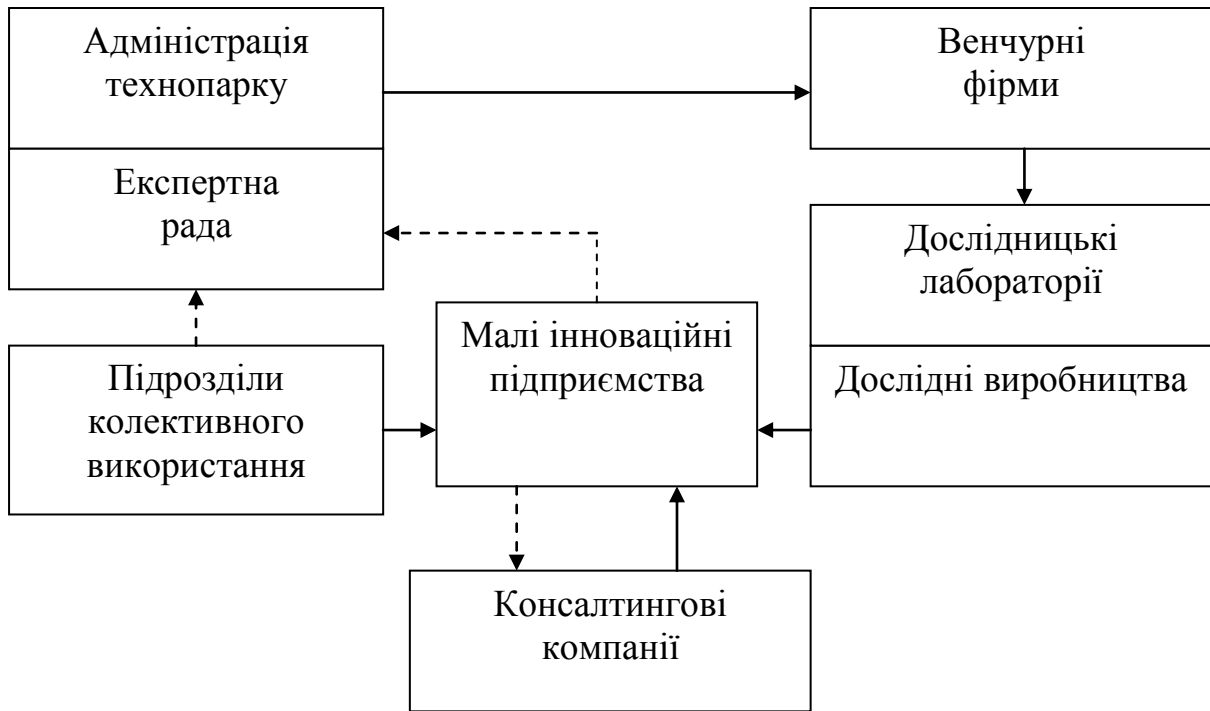 Адміністрація
технопарку
Венчурні
фірми
Експертна
рада
Дослідницькі
лабораторії
Малі інноваційні
підприємства
Підрозділи
колективного
використання
Дослідні виробництва
Консалтингові
компанії